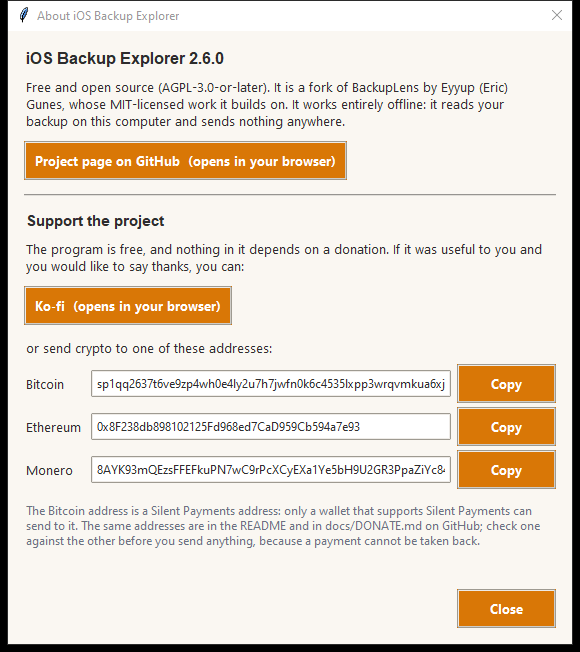 About iOS Backup Explorer
iOS Backup Explorer 2.6.0
Free and open source (AGPL-3.0-or-later). It is a fork of BackupLens by Eyyup (Eric)
Gunes, whose MIT-licensed work it builds on. It works entirely offline: it reads your
backup on this computer and sends nothing anywhere.
Project page on GitHub (opens in your browser)
Support the project
The program is free, and nothing in it depends on a donation. If it was useful to you and
you would like to say thanks, you can:
Ko-fi (opens in your browser)
or send crypto to one of these addresses:
Bitcoin sp1qq2637t6ve9zp4wh0e4ly2u7h7jwfn0k6c4535lxpp3wrqvmkua6xj Copy
Ethereum 0x8F238db898102125Fd968ed7CaD959Cb594a7e93 Copy
Monero 8AYK93mQEzsFFEFkuPN7wC9rPcXCyEXa1Ye5bH9U2GR3PpaZiYc84 Copy
The Bitcoin address is a Silent Payments address: only a wallet that supports Silent Payments can
send to it. The same addresses are in the README and in docs/DONATE.md on GitHub; check one
against the other before you send anything, because a payment cannot be taken back.
Close